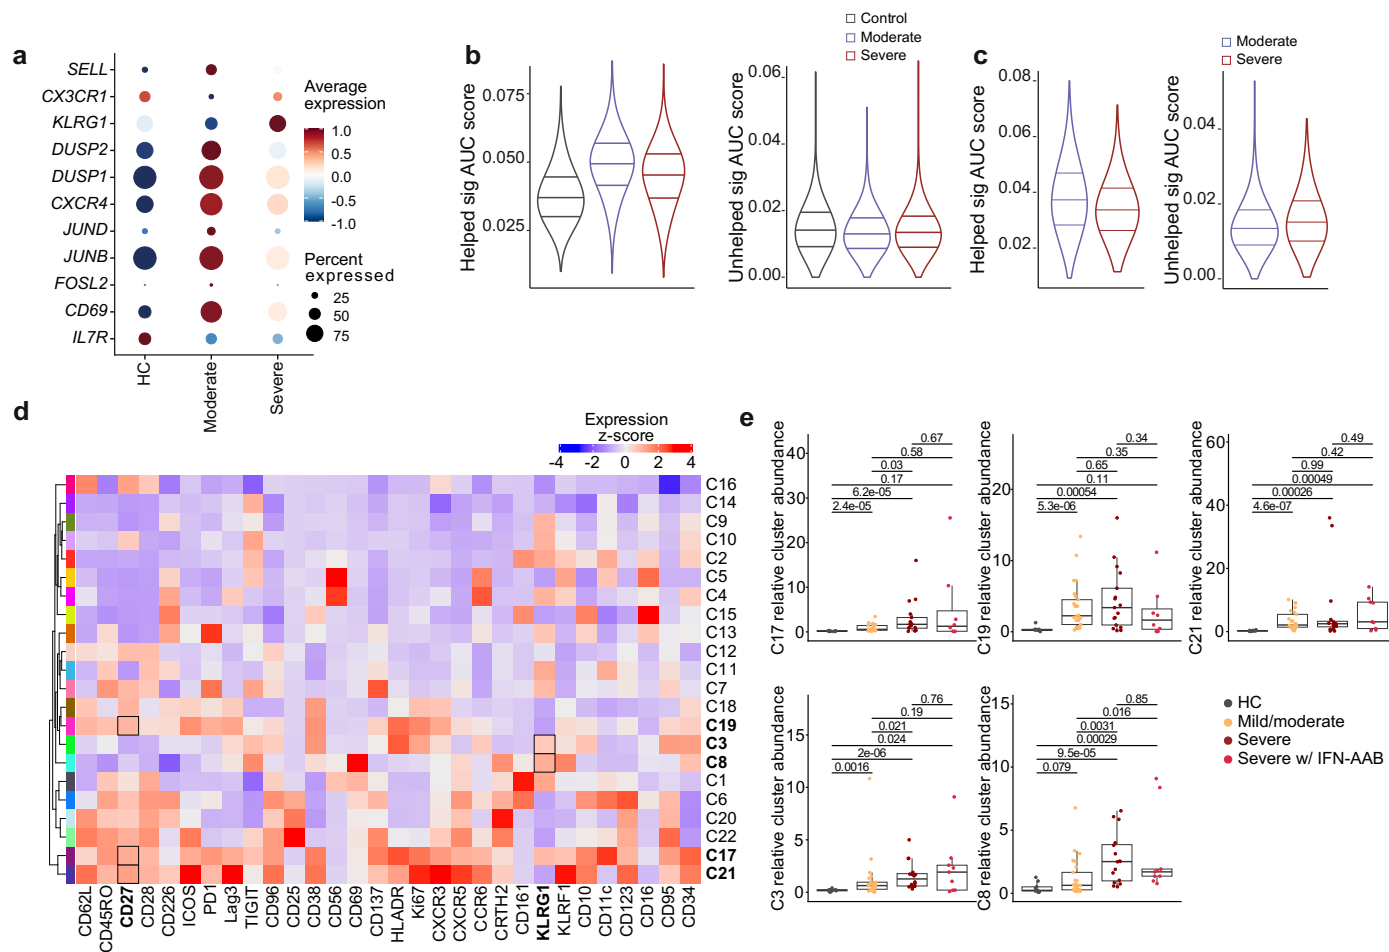 a
SELL
CX3CR1
KLRG1
DUSP2
DUSP1
CXCR4
JUND
JUNB
FOSL2
CD69
IL7R
HC
Moderate
Severe
Average
expression
1.0
0.5
0.0
-0.5
-1.0
Percent
expressed
25
50
75
b
Control
Moderate
Severe
Helped sig AUC score
0.075
0.050
0.025
Unhelped sig AUC score
0.06
0.04
0.02
0.00
c
Moderate
Severe
Helped sig AUC score
0.08
0.06
0.04
0.02
Unhelped sig AUC score
0.04
0.02
0.00
d
Expression
z-score
-4 -2 0 2 4
C16
C14
C9
C10
C2
C5
C4
C15
C13
C12
C11
C7
C18
C19
C3
C8
C1
C6
C20
C22
C17
C21
CD62L
CD45RO
CD27
CD28
CD226
ICOS
PD1
Lag3
TIGIT
CD96
CD25
CD38
CD56
CD69
CD137
HLADR
Ki67
CXCR3
CXCR5
CCR6
CRTH2
CD161
KLRG1
KLRF1
CD10
CD11c
CD123
CD16
CD95
CD34
e
C17 relative cluster abundance
40
30
20
10
0
0.67
0.58
0.03
0.17
6.2e-05
2.4e-05
C19 relative cluster abundance
20
10
0
0.34
0.35
0.65
0.11
0.00054
5.3e-06
C21 relative cluster abundance
60
40
20
0
0.49
0.42
0.99
0.00049
0.00026
4.6e-07
C3 relative cluster abundance
15
10
5
0
0.76
0.19
0.021
0.024
2e-06
0.0016
C8 relative cluster abundance
15
10
5
0
0.85
0.016
0.0031
0.00029
9.5e-05
0.079
HC
Mild/moderate
Severe
Severe w/ IFN-AAB